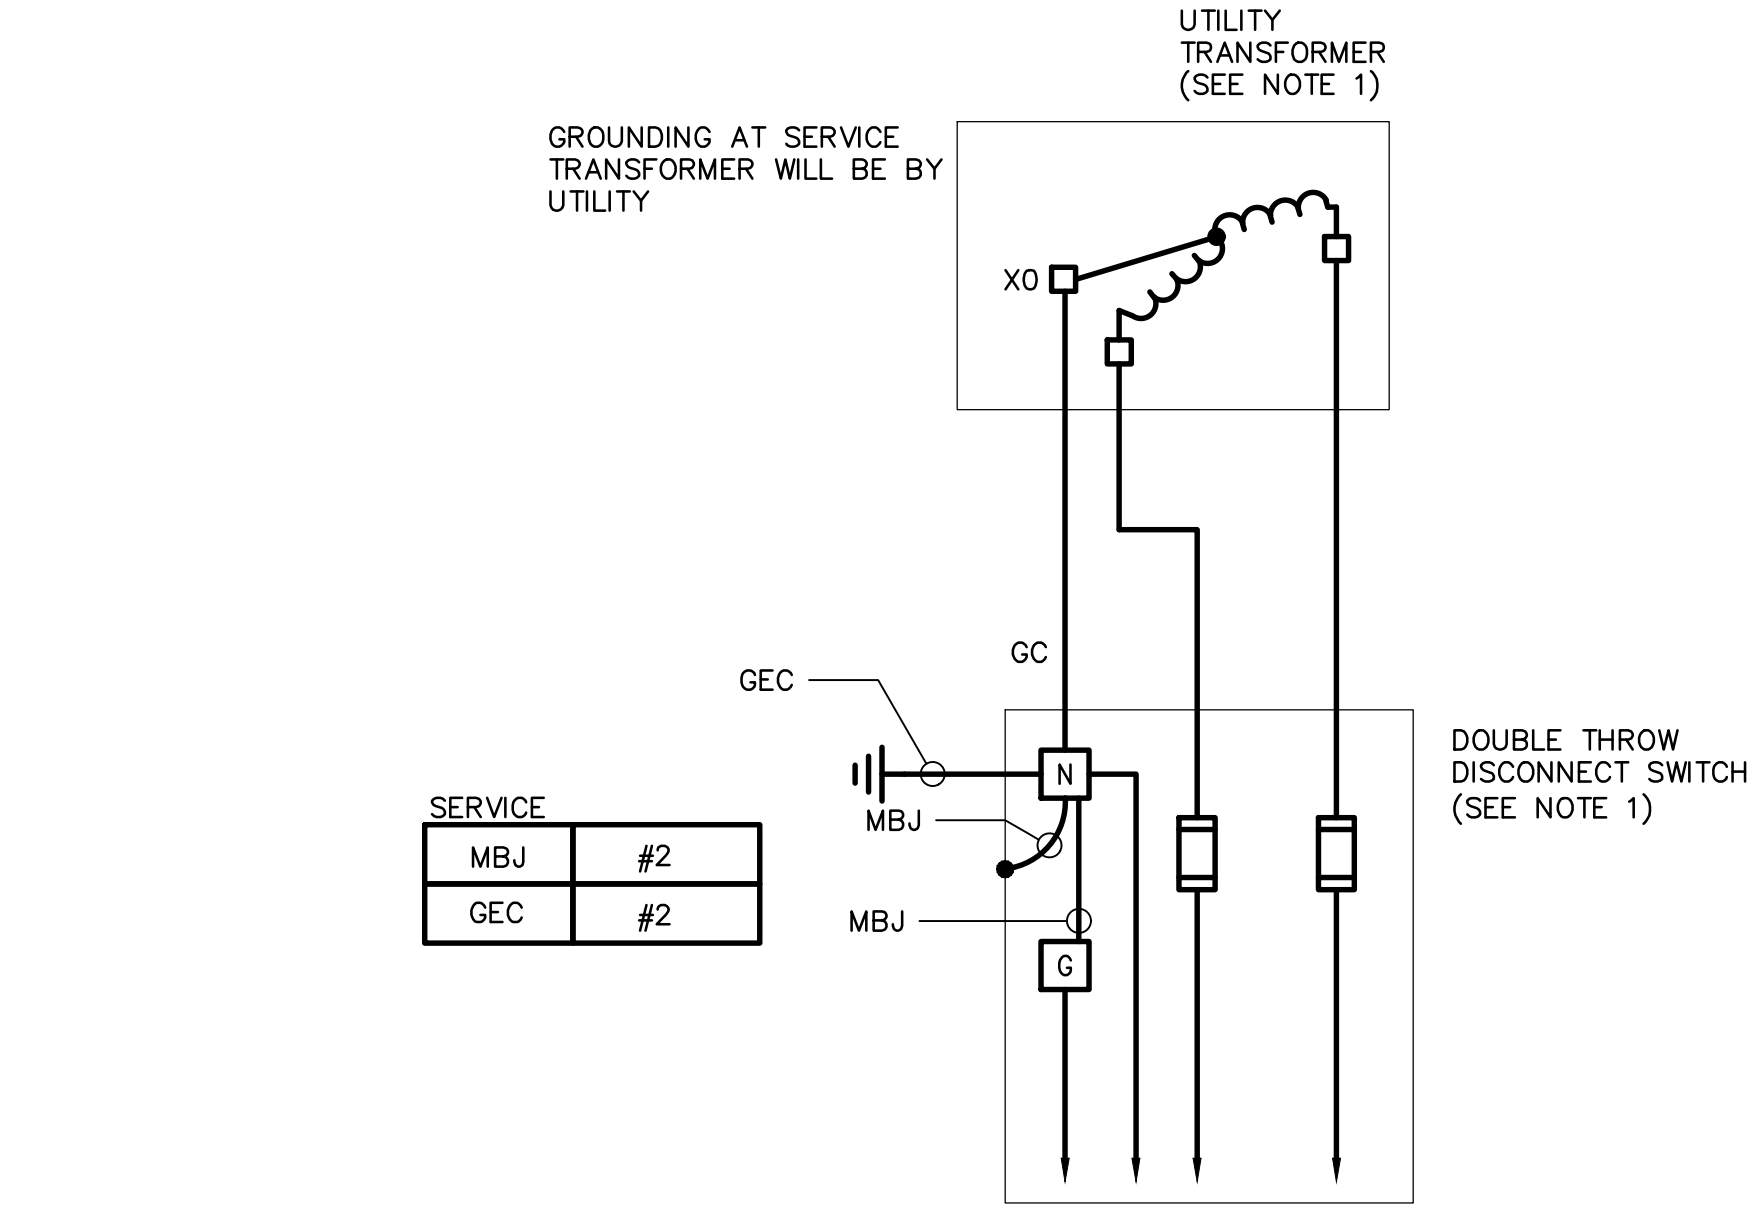 UTILITY
TRANSFORMER
(SEE NOTE 1)
GROUNDING AT SERVICE
TRANSFORMER WILL BE BY
UTILITY
X0
GC
GEC
N
DOUBLE THROW
DISCONNECT SWITCH
(SEE NOTE 1)
MBJ
SERVICE
MBJ #2
GEC #2
MBJ
G